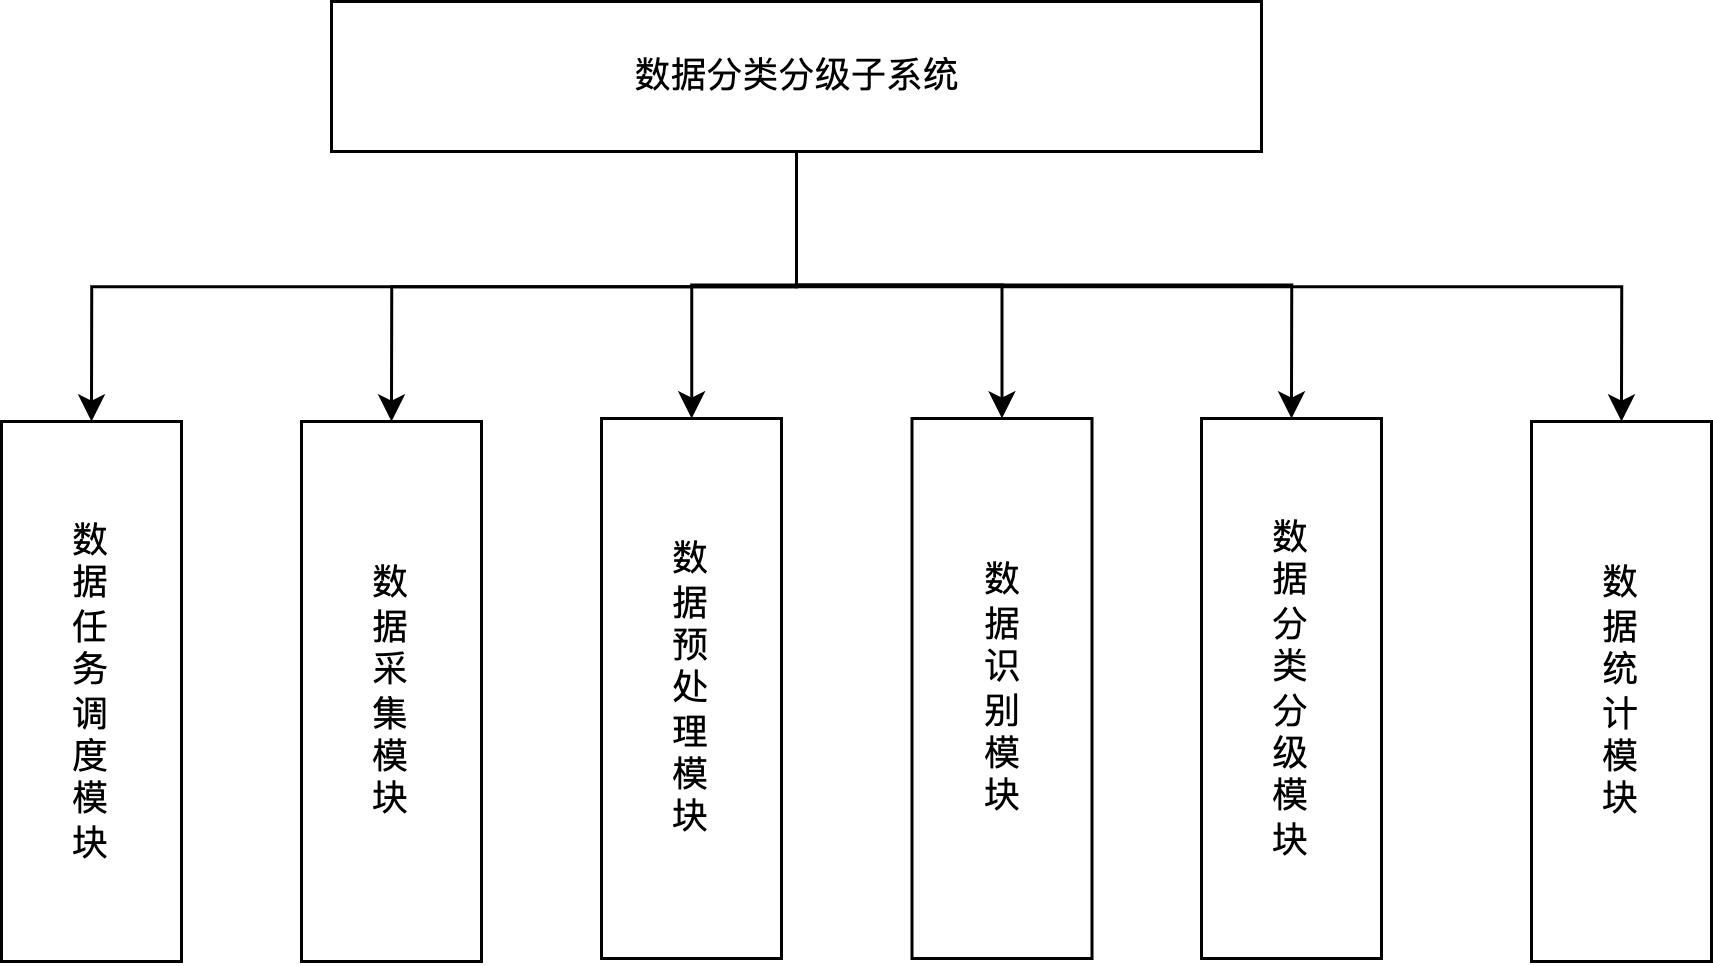 数据分类分级子系统
数据任务调度模块
数据采集模块
数据预处理模块
数据识别模块
数据分类分级模块
数据统计模块